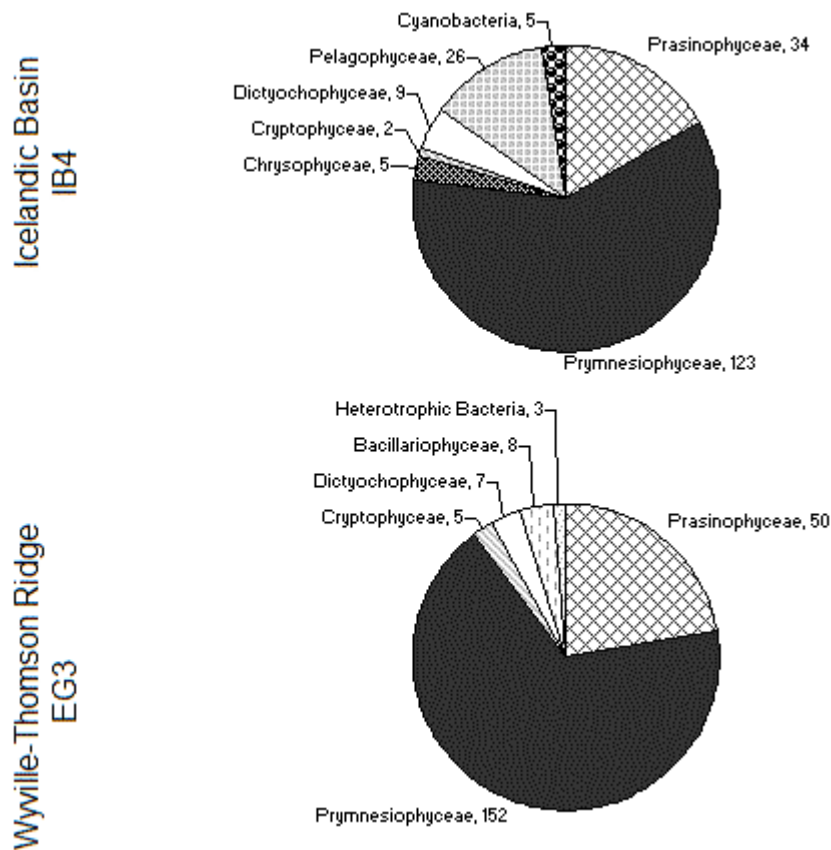 Icelandic Basin
IB4
Cyanobacteria, 5
Prasinophyceae, 34
Pelagophyceae, 26
Dictyochophyceae, 9
Cryptophyceae, 2
Chrysophyceae, 5
Prymnesiophyceae, 123
Wyville-Thomson Ridge
EG3
Heterotrophic Bacteria, 3
Bacillariophyceae, 8
Dictyochophyceae, 7
Cryptophyceae, 5
Prasinophyceae, 50
Prymnesiophyceae, 152